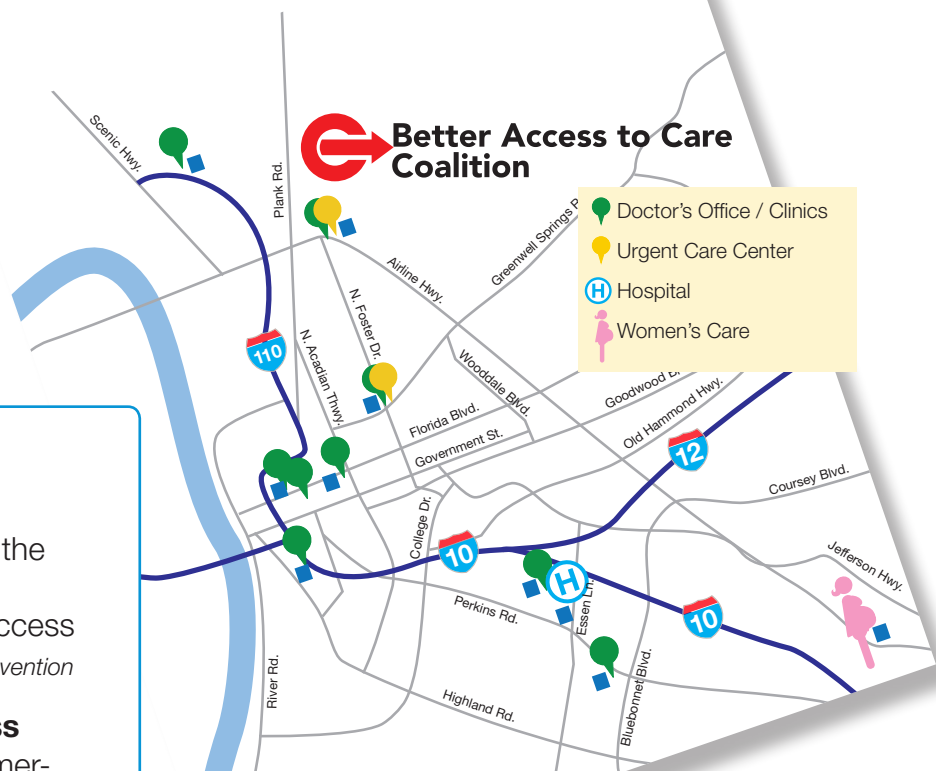 Better Access to Care
Coalition
Doctor's Office / Clinics
Urgent Care Center
H Hospital
Women's Care
Scenic Hwy.
Plank Rd.
Greenwell Springs
Airline Hwy.
N. Foster Dr.
N. Acadian Thwy.
110
Wooddale Blvd.
Goodwood
Old Hammond Hwy.
Florida Blvd.
Government St.
12
Coursey Blvd.
College Dr.
10
Jefferson Hwy.
H
Essen Ln.
10
Perkins Rd.
River Rd.
Highland Rd.
Bluebonnet Blvd.
the
ccess
vention
ss
mer-